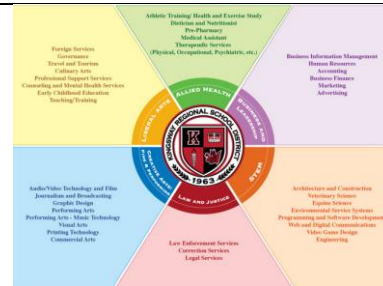 Athletic Training/ Health and Exercise Study
Dietician and Nutritionist
Pre-Pharmacy
Medical Assistant
Therapeutic Services
(Physical, Occupational, Psychiatric, etc.)
Foreign Services
Governance
Travel and Tourism
Culinary Arts
Professional Support Services
Counseling and Mental Health Services
Early Childhood Education
Teaching/Training
Business Information Management
Human Resources
Accounting
Business Finance
Marketing
Advertising
LIBERAL ARTS
ALLIED HEALTH
BUSINESS AND
KINGSWAY REGIONAL SCHOOL DISTRICT
K
1963
CREATIVE ARTS:
STEM
LAW AND JUSTICE
Audio/Video Technology and Film
Journalism and Broadcasting
Graphic Design
Performing Arts
Performing Arts - Music Technology
Visual Arts
Printing Technology
Commercial Arts
Architecture and Construction
Veterinary Science
Equine Science
Environmental Service Systems
Programming and Software Development
Web and Digital Communications
Video Game Design
Engineering
Law Enforcement Services
Correction Services
Legal Services